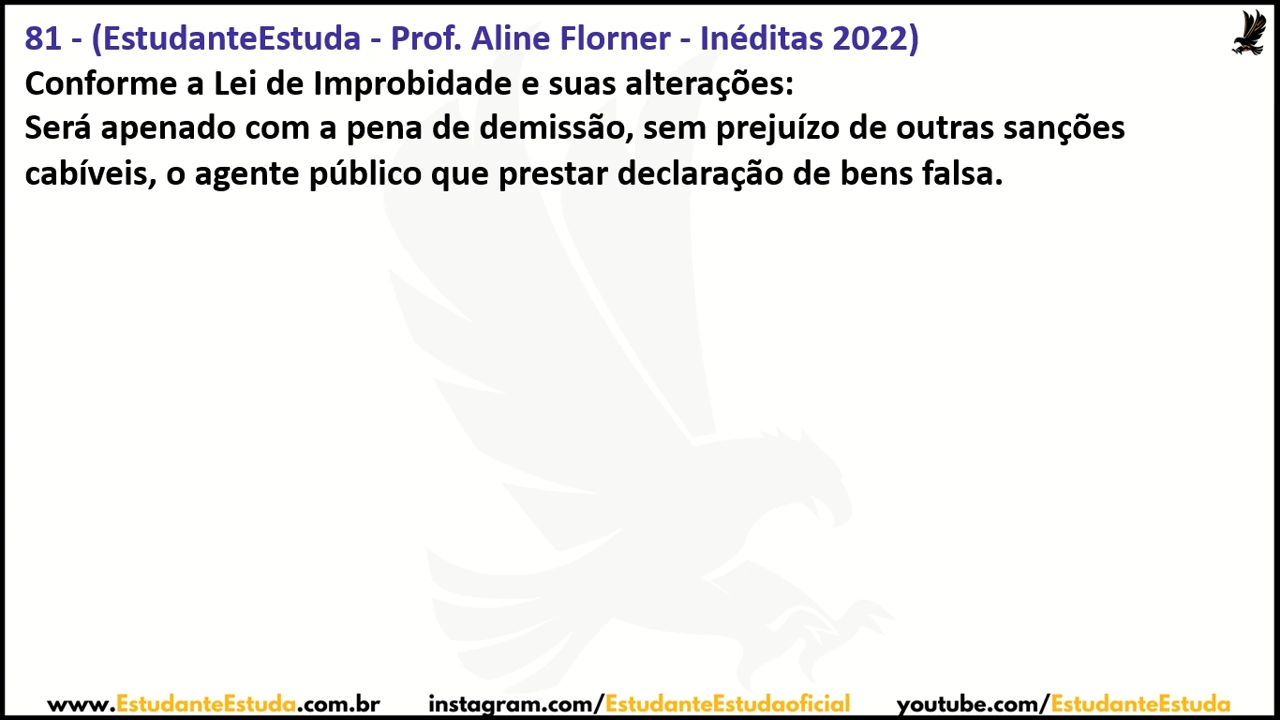 81 - (EstudanteEstuda - Prof. Aline Florner - Inéditas 2022)
Conforme a Lei de Improbidade e suas alterações:
Será apenado com a pena de demissão, sem prejuízo de outras sanções
cabíveis, o agente público que prestar declaração de bens falsa.
www.EstudanteEstuda.com.br instagram.com/EstudanteEstudaoficial youtube.com/EstudanteEstuda